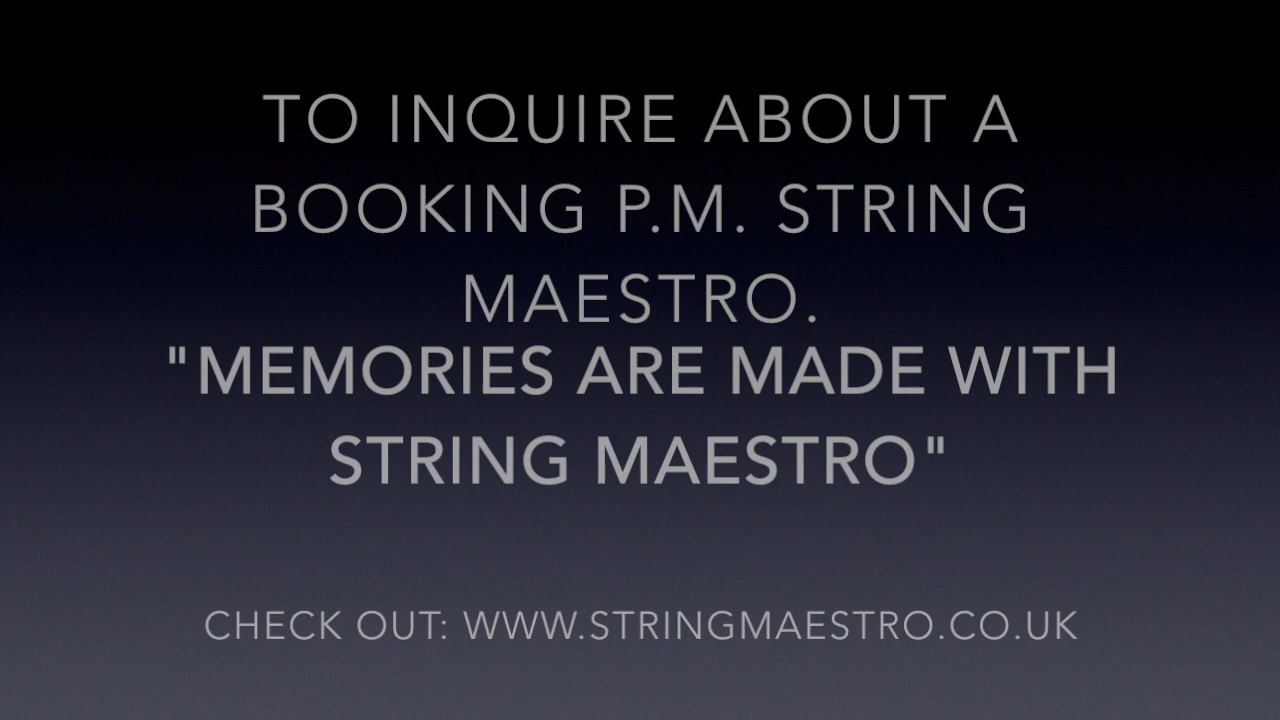 TO INQUIRE ABOUT A
BOOKING P.M. STRING
MAESTRO.
"MEMORIES ARE MADE WITH
STRING MAESTRO"
CHECK OUT: WWW.STRINGMAESTRO.CO.UK